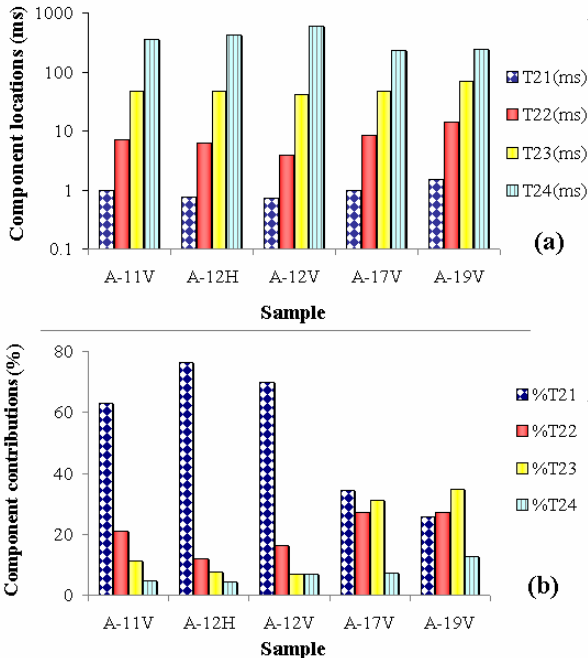 Component locations (ms)
1000
100
10
1
0.1
A-11V A-12H A-12V A-17V A-19V
Sample
T21(ms)
T22(ms)
T23(ms)
T24(ms)
(a)
Component contributions (%)
80
60
40
20
0
A-11V A-12H A-12V A-17V A-19V
Sample
%T21
%T22
%T23
%T24
(b)